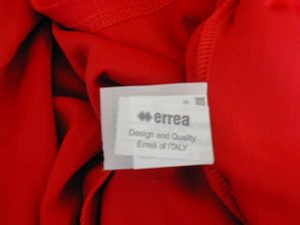 errea
Design and Quality
Erreà of ITALY